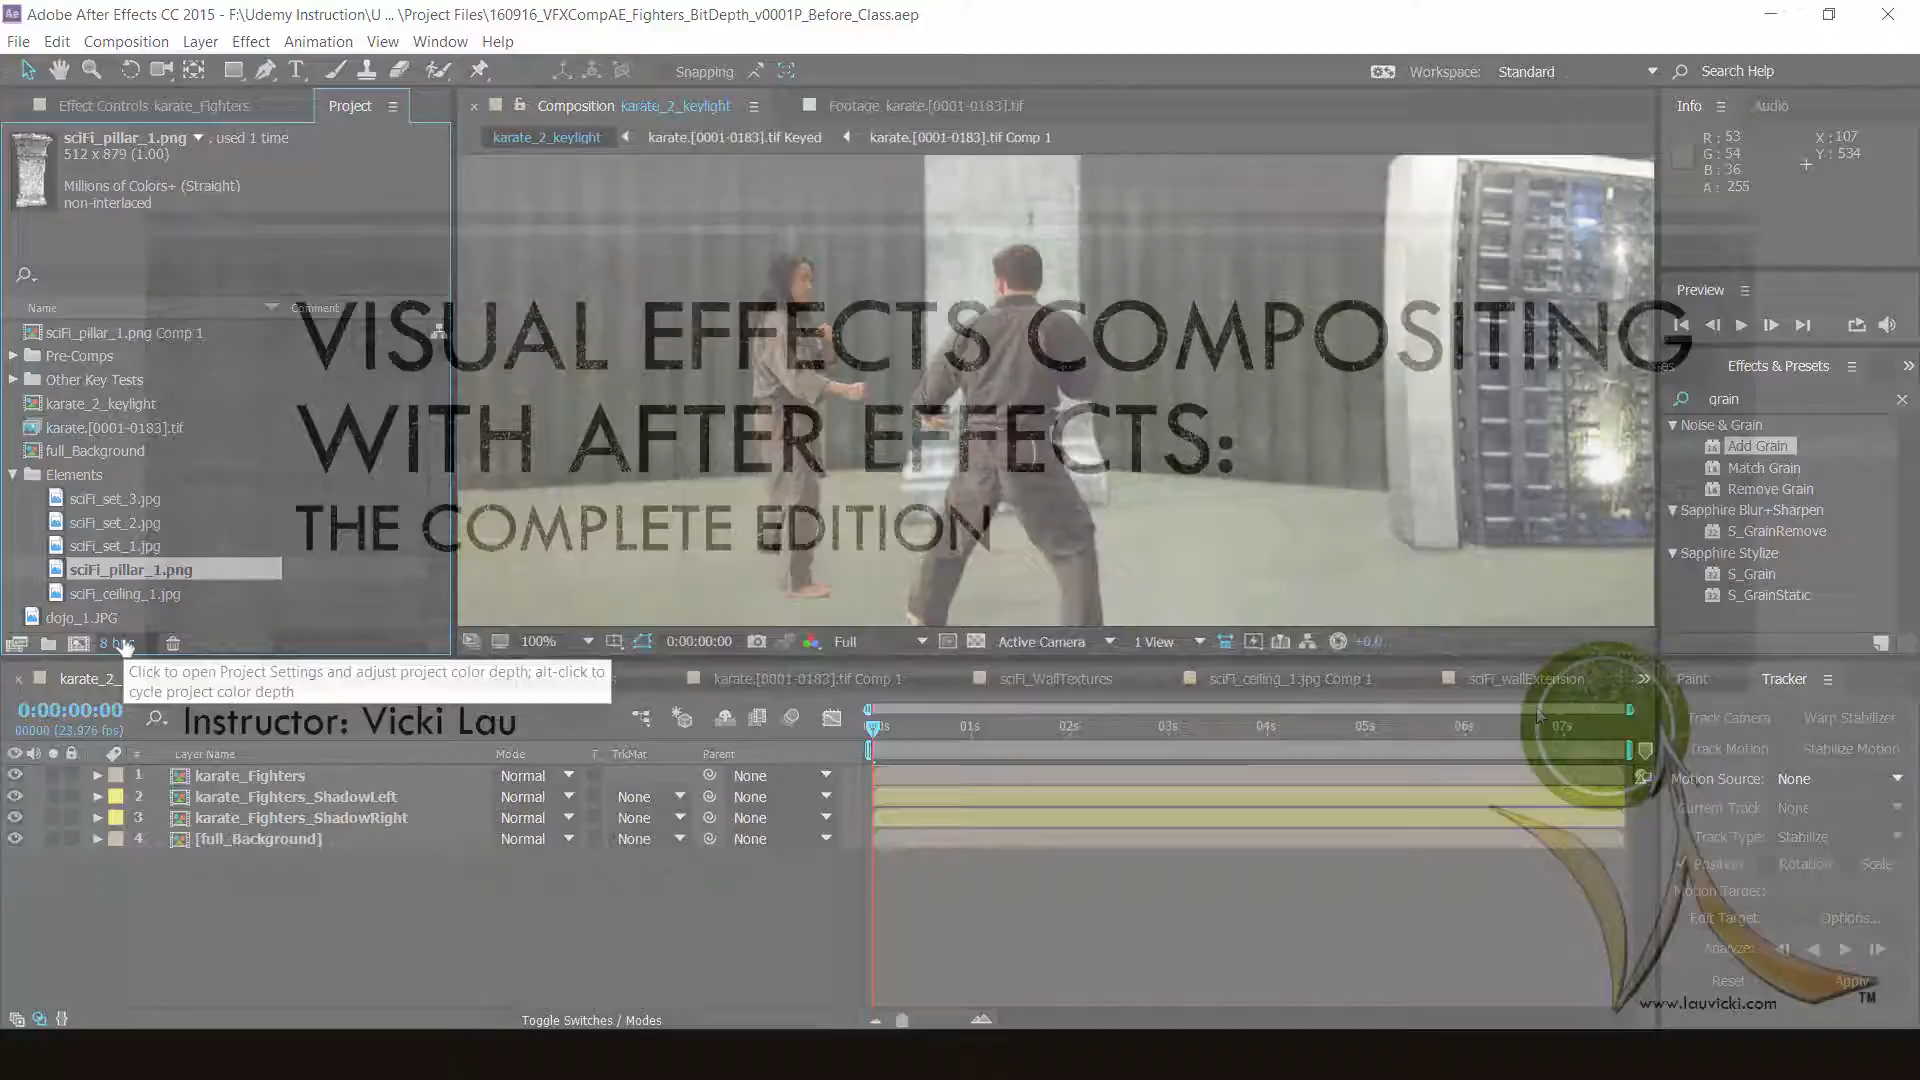 Adobe After Effects CC 2015 - F:\Udemy Instruction\U ... \Project Files\160916_VFXCompAE_Fighters_BitDepth_v0001P_Before_Class.aep
File Edit Composition Layer Effect Animation View Window Help
Snapping
Workspace: Standard
Search Help
Effect Controls karate_Fighters
Project
sciFi_pillar_1.png , used 1 time
512 x 879 (1.00)
Millions of Colors+ (Straight)
non-interlaced
Name Comment
sciFi_pillar_1.png Comp 1
Pre-Comps
Other Key Tests
karate_2_keylight
karate.[0001-0183].tif
full_Background
Elements
sciFi_set_3.jpg
sciFi_set_2.jpg
sciFi_set_1.jpg
sciFi_pillar_1.png
sciFi_ceiling_1.jpg
dojo_1.JPG
Click to open Project Settings and adjust project color depth; alt-click to
cycle project color depth
Composition karate_2_keylight
Footage karate.[0001-0183].tif
karate_2_keylight karate.[0001-0183].tif Keyed karate.[0001-0183].tif Comp 1
VISUAL EFFECTS COMPOSITING
WITH AFTER EFFECTS:
THE COMPLETE EDITION
Instructor: Vicki Lau
100% 0:00:00:00 Full Active Camera 1 View +0.0
Info Audio
R: 53 X: 107
G: 54 Y: 534
B: 36
A: 255
Preview
Effects & Presets
grain
Noise & Grain
Add Grain
Match Grain
Remove Grain
Sapphire Blur+Sharpen
S_GrainRemove
Sapphire Stylize
S_Grain
S_GrainStatic
karate_2_
karate.[0001-0183].tif Comp 1
sciFi_WallTextures
sciFi_ceiling_1.jpg Comp 1
sciFi_wallExtension
0:00:00:00
00000 (23.976 fps)
01s 02s 03s 04s 05s 06s 07s
# Layer Name Mode T TrkMat Parent
1 karate_Fighters Normal None
2 karate_Fighters_ShadowLeft Normal None None
3 karate_Fighters_ShadowRight Normal None None
4 [full_Background] Normal None None
Toggle Switches / Modes
Paint Tracker
Track Camera Warp Stabilizer
Track Motion Stabilize Motion
Motion Source: None
Current Track: None
Track Type: Stabilize
Position Rotation Scale
Motion Target:
Edit Target... Options...
Analyze:
Reset Apply
www.lauvicki.com
TM